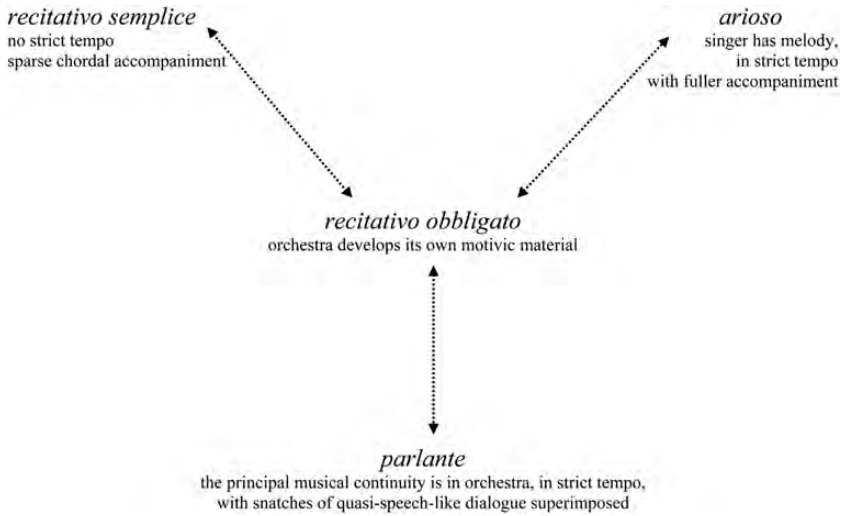 recitativo semplice
no strict tempo
sparse chordal accompaniment
arioso
singer has melody,
in strict tempo
with fuller accompaniment
recitativo obbligato
orchestra develops its own motivic material
parlante
the principal musical continuity is in orchestra, in strict tempo,
with snatches of quasi-speech-like dialogue superimposed